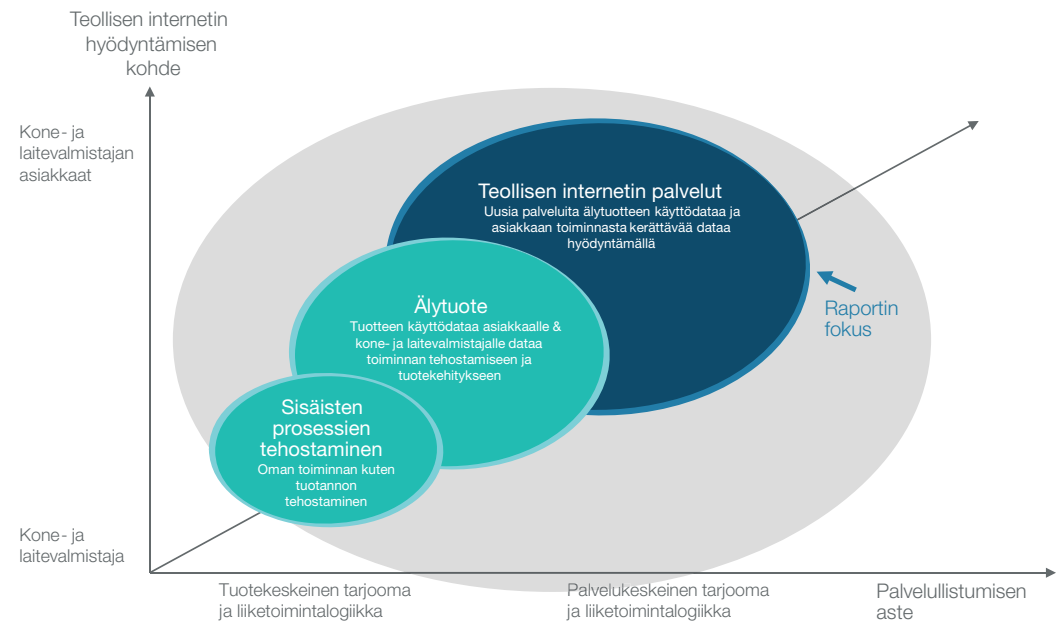 Teollisen internetin
hyödyntämisen
kohde
Kone- ja
laitevalmistajan
asiakkaat
Teollisen internetin palvelut
Uusia palveluita älytuotteen käyttödataa ja
asiakkaan toiminnasta kerättävää dataa
hyödyntämällä
Raportin
fokus
Älytuote
Tuotteen käyttödataa asiakkaalle &
kone- ja laitevalmistajalle dataa
toiminnan tehostamiseen ja
tuotekehitykseen
Sisäisten
prosessien
tehostaminen
Oman toiminnan kuten
tuotannon
tehostaminen
Kone- ja
laitevalmistaja
Tuotekeskeinen tarjooma
ja liiketoimintalogiikka
Palvelukeskeinen tarjooma
ja liiketoimintalogiikka
Palvelullistumisen
aste